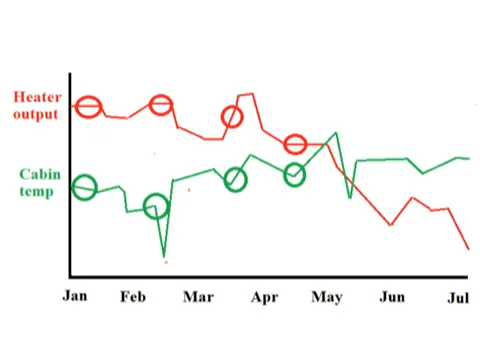 Heater
output
Cabin
temp
Jan Feb Mar Apr May Jun Jul